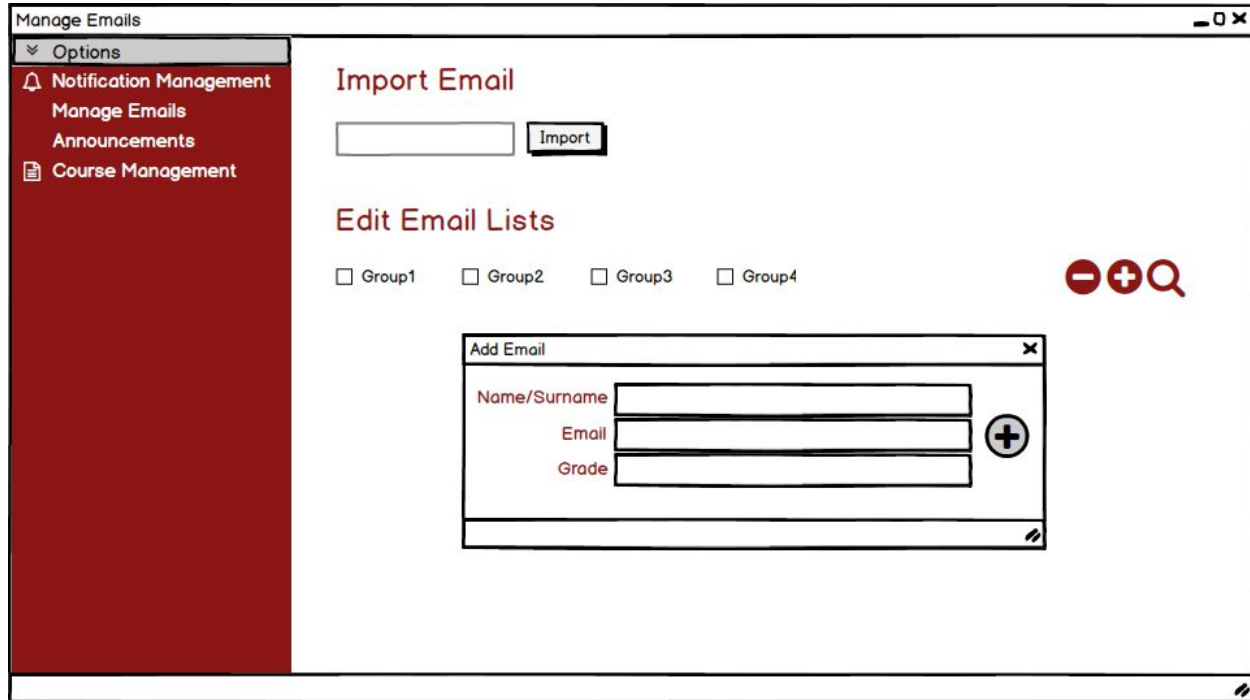 Manage Emails
Options
Notification Management
Manage Emails
Announcements
Course Management
Import Email
Import
Edit Email Lists
Group1 Group2 Group3 Group4
Add Email
Name/Surname
Email
Grade